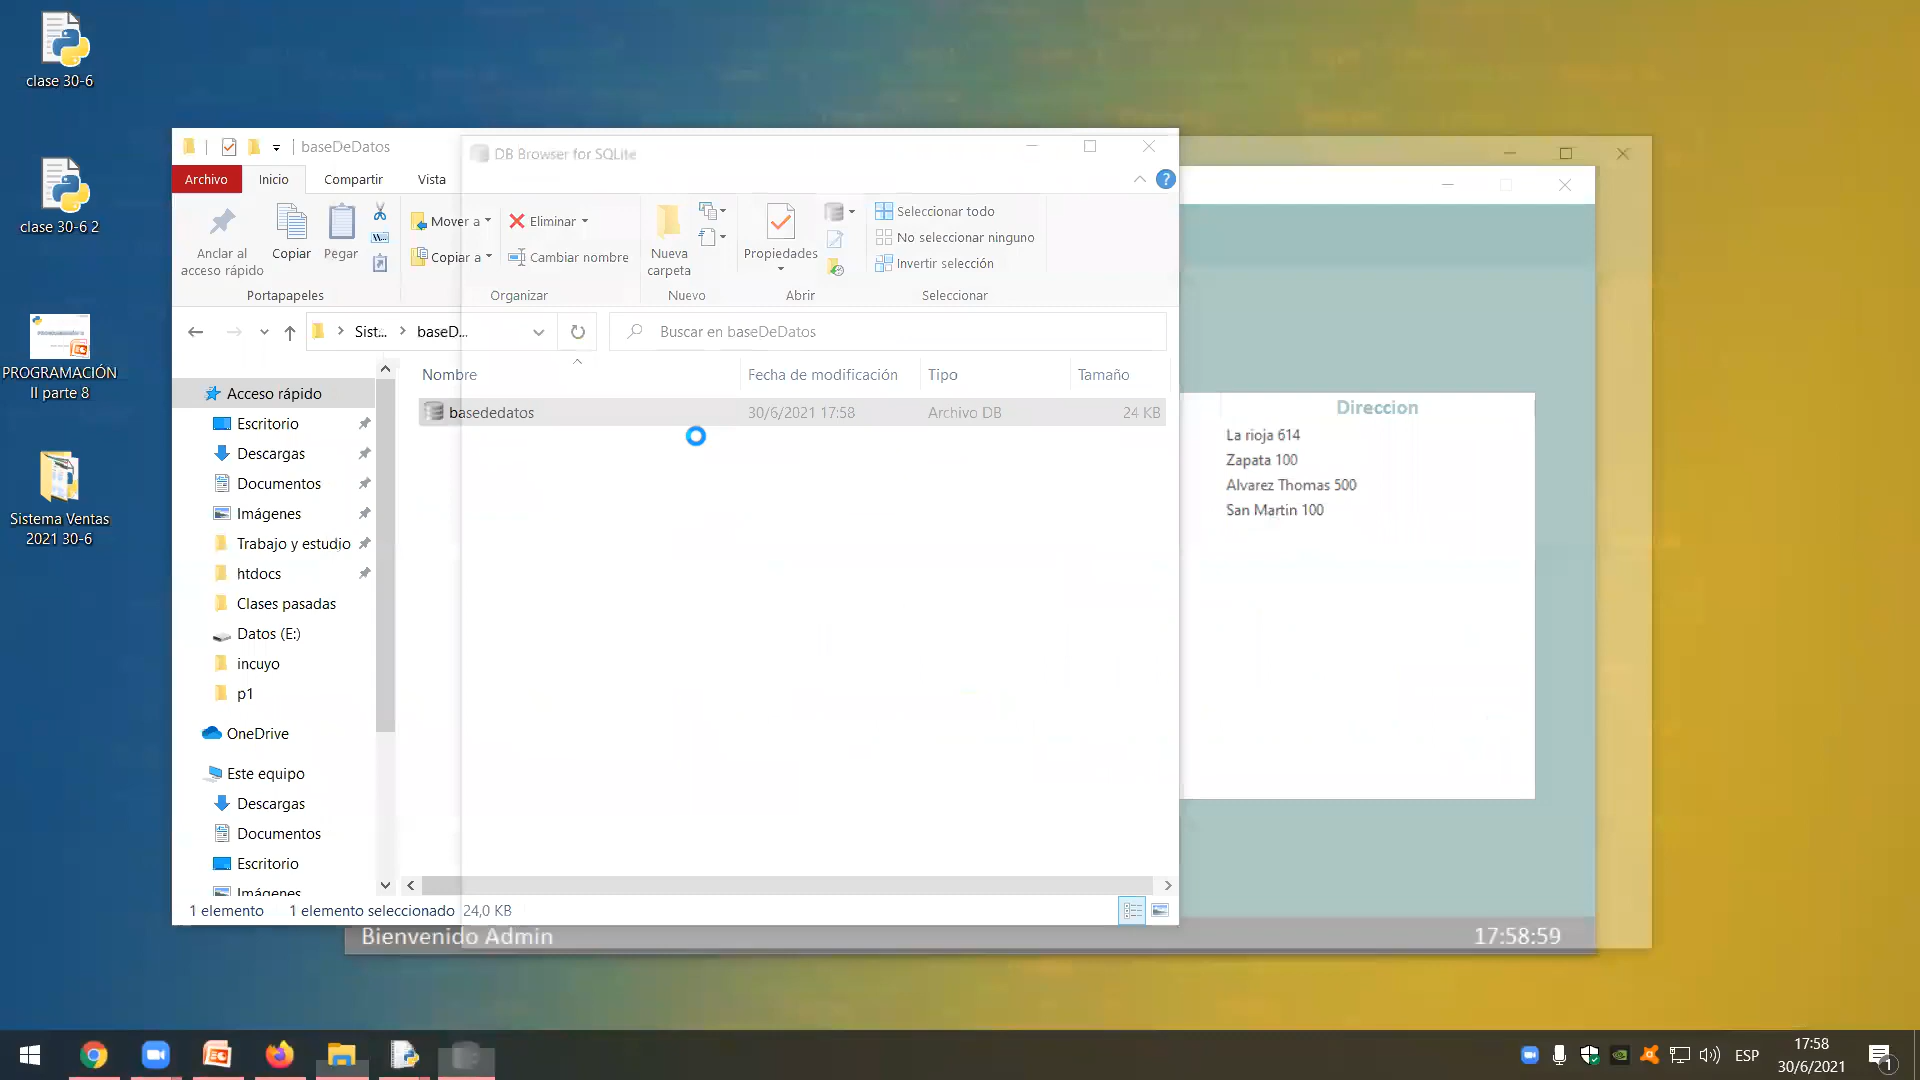 clase 30-6
clase 30-6 2
PROGRAMACIÓN
II parte 8
Sistema Ventas
2021 30-6
baseDeDatos
DB Browser for SQLite
Archivo
Inicio
Compartir
Vista
Anclar al
acceso rápido
Copiar
Pegar
Mover a
Copiar a
Eliminar
Cambiar nombre
Nueva
carpeta
Propiedades
Seleccionar todo
No seleccionar ninguno
Invertir selección
Portapapeles
Organizar
Nuevo
Abrir
Seleccionar
Sist...
baseD...
Buscar en baseDeDatos
Nombre
Fecha de modificación
Tipo
Tamaño
basededatos
30/6/2021 17:58
Archivo DB
24 KB
Acceso rápido
Escritorio
Descargas
Documentos
Imágenes
Trabajo y estudio
htdocs
Clases pasadas
Datos (E:)
incuyo
p1
OneDrive
Este equipo
Descargas
Documentos
Escritorio
Imágenes
1 elemento
1 elemento seleccionado
24,0 KB
Direccion
La rioja 614
Zapata 100
Alvarez Thomas 500
San Martin 100
Bienvenido Admin
17:58:59
ESP
17:58
30/6/2021
1